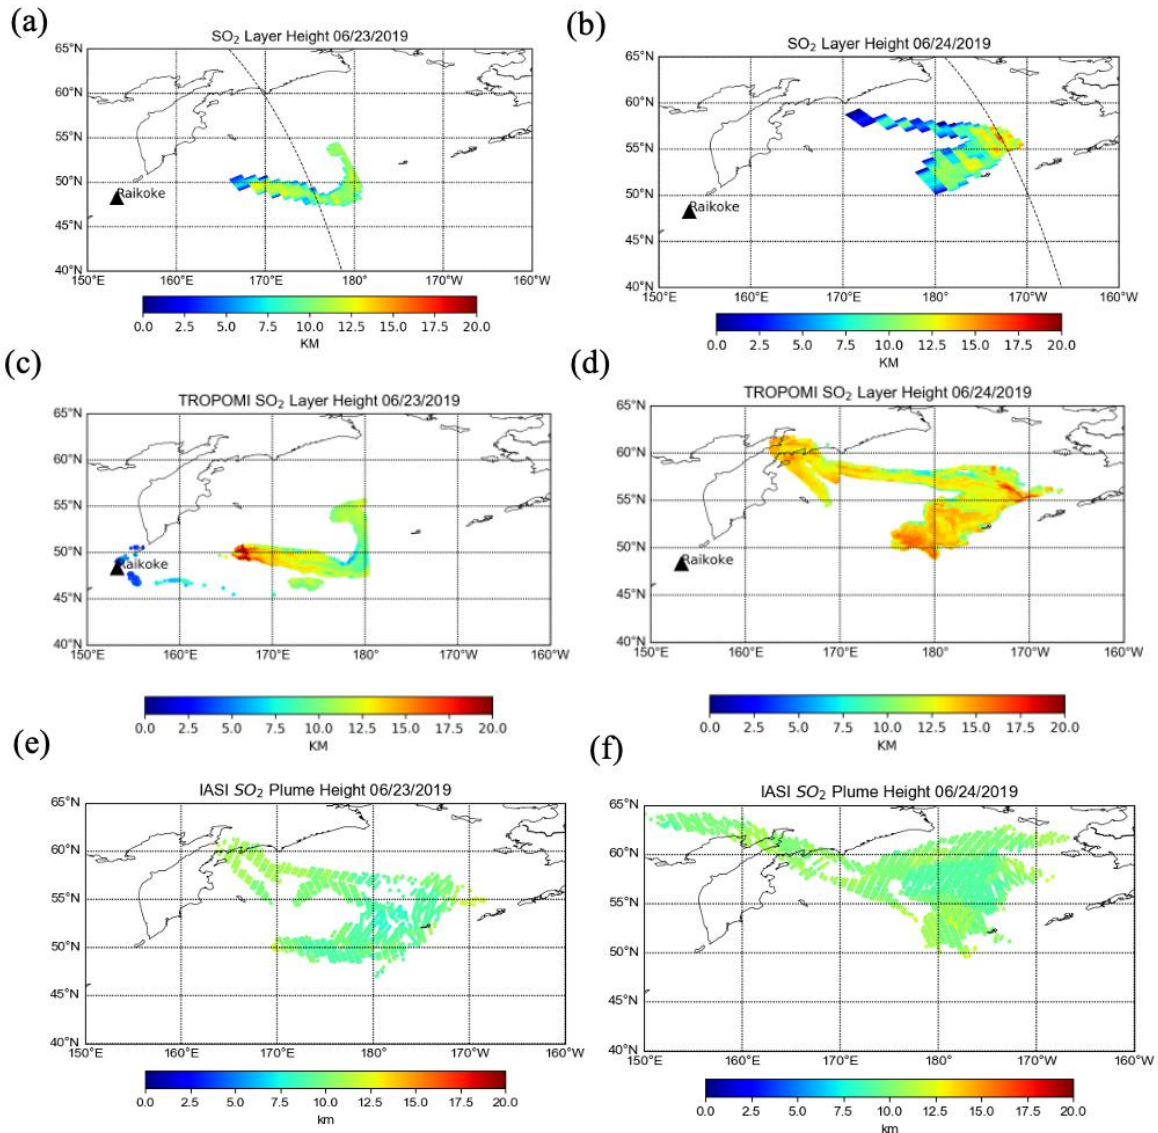 (a)
SO2 Layer Height 06/23/2019
65°N
60°N
55°N
50°N
45°N
40°N
Raikoke
150°E 160°E 170°E 180° 170°W 160°W
0.0 2.5 5.0 7.5 10.0 12.5 15.0 17.5 20.0
KM
(b)
SO2 Layer Height 06/24/2019
65°N
60°N
55°N
50°N
45°N
40°N
Raikoke
150°E 160°E 170°E 180° 170°W 160°W
0.0 2.5 5.0 7.5 10.0 12.5 15.0 17.5 20.0
KM
(c)
TROPOMI SO2 Layer Height 06/23/2019
65°N
60°N
55°N
50°N
45°N
40°N
Raikoke
150°E 160°E 170°E 180° 170°W 160°W
0.0 2.5 5.0 7.5 10.0 12.5 15.0 17.5 20.0
KM
(d)
TROPOMI SO2 Layer Height 06/24/2019
65°N
60°N
55°N
50°N
45°N
40°N
Raikoke
150°E 160°E 170°E 180° 170°W 160°W
0.0 2.5 5.0 7.5 10.0 12.5 15.0 17.5 20.0
KM
(e)
IASI SO2 Plume Height 06/23/2019
65°N
60°N
55°N
50°N
45°N
40°N
150°E 160°E 170°E 180° 170°W 160°W
0.0 2.5 5.0 7.5 10.0 12.5 15.0 17.5 20.0
km
(f)
IASI SO2 Plume Height 06/24/2019
65°N
60°N
55°N
50°N
45°N
40°N
150°E 160°E 170°E 180° 170°W 160°W
0.0 2.5 5.0 7.5 10.0 12.5 15.0 17.5 20.0
km